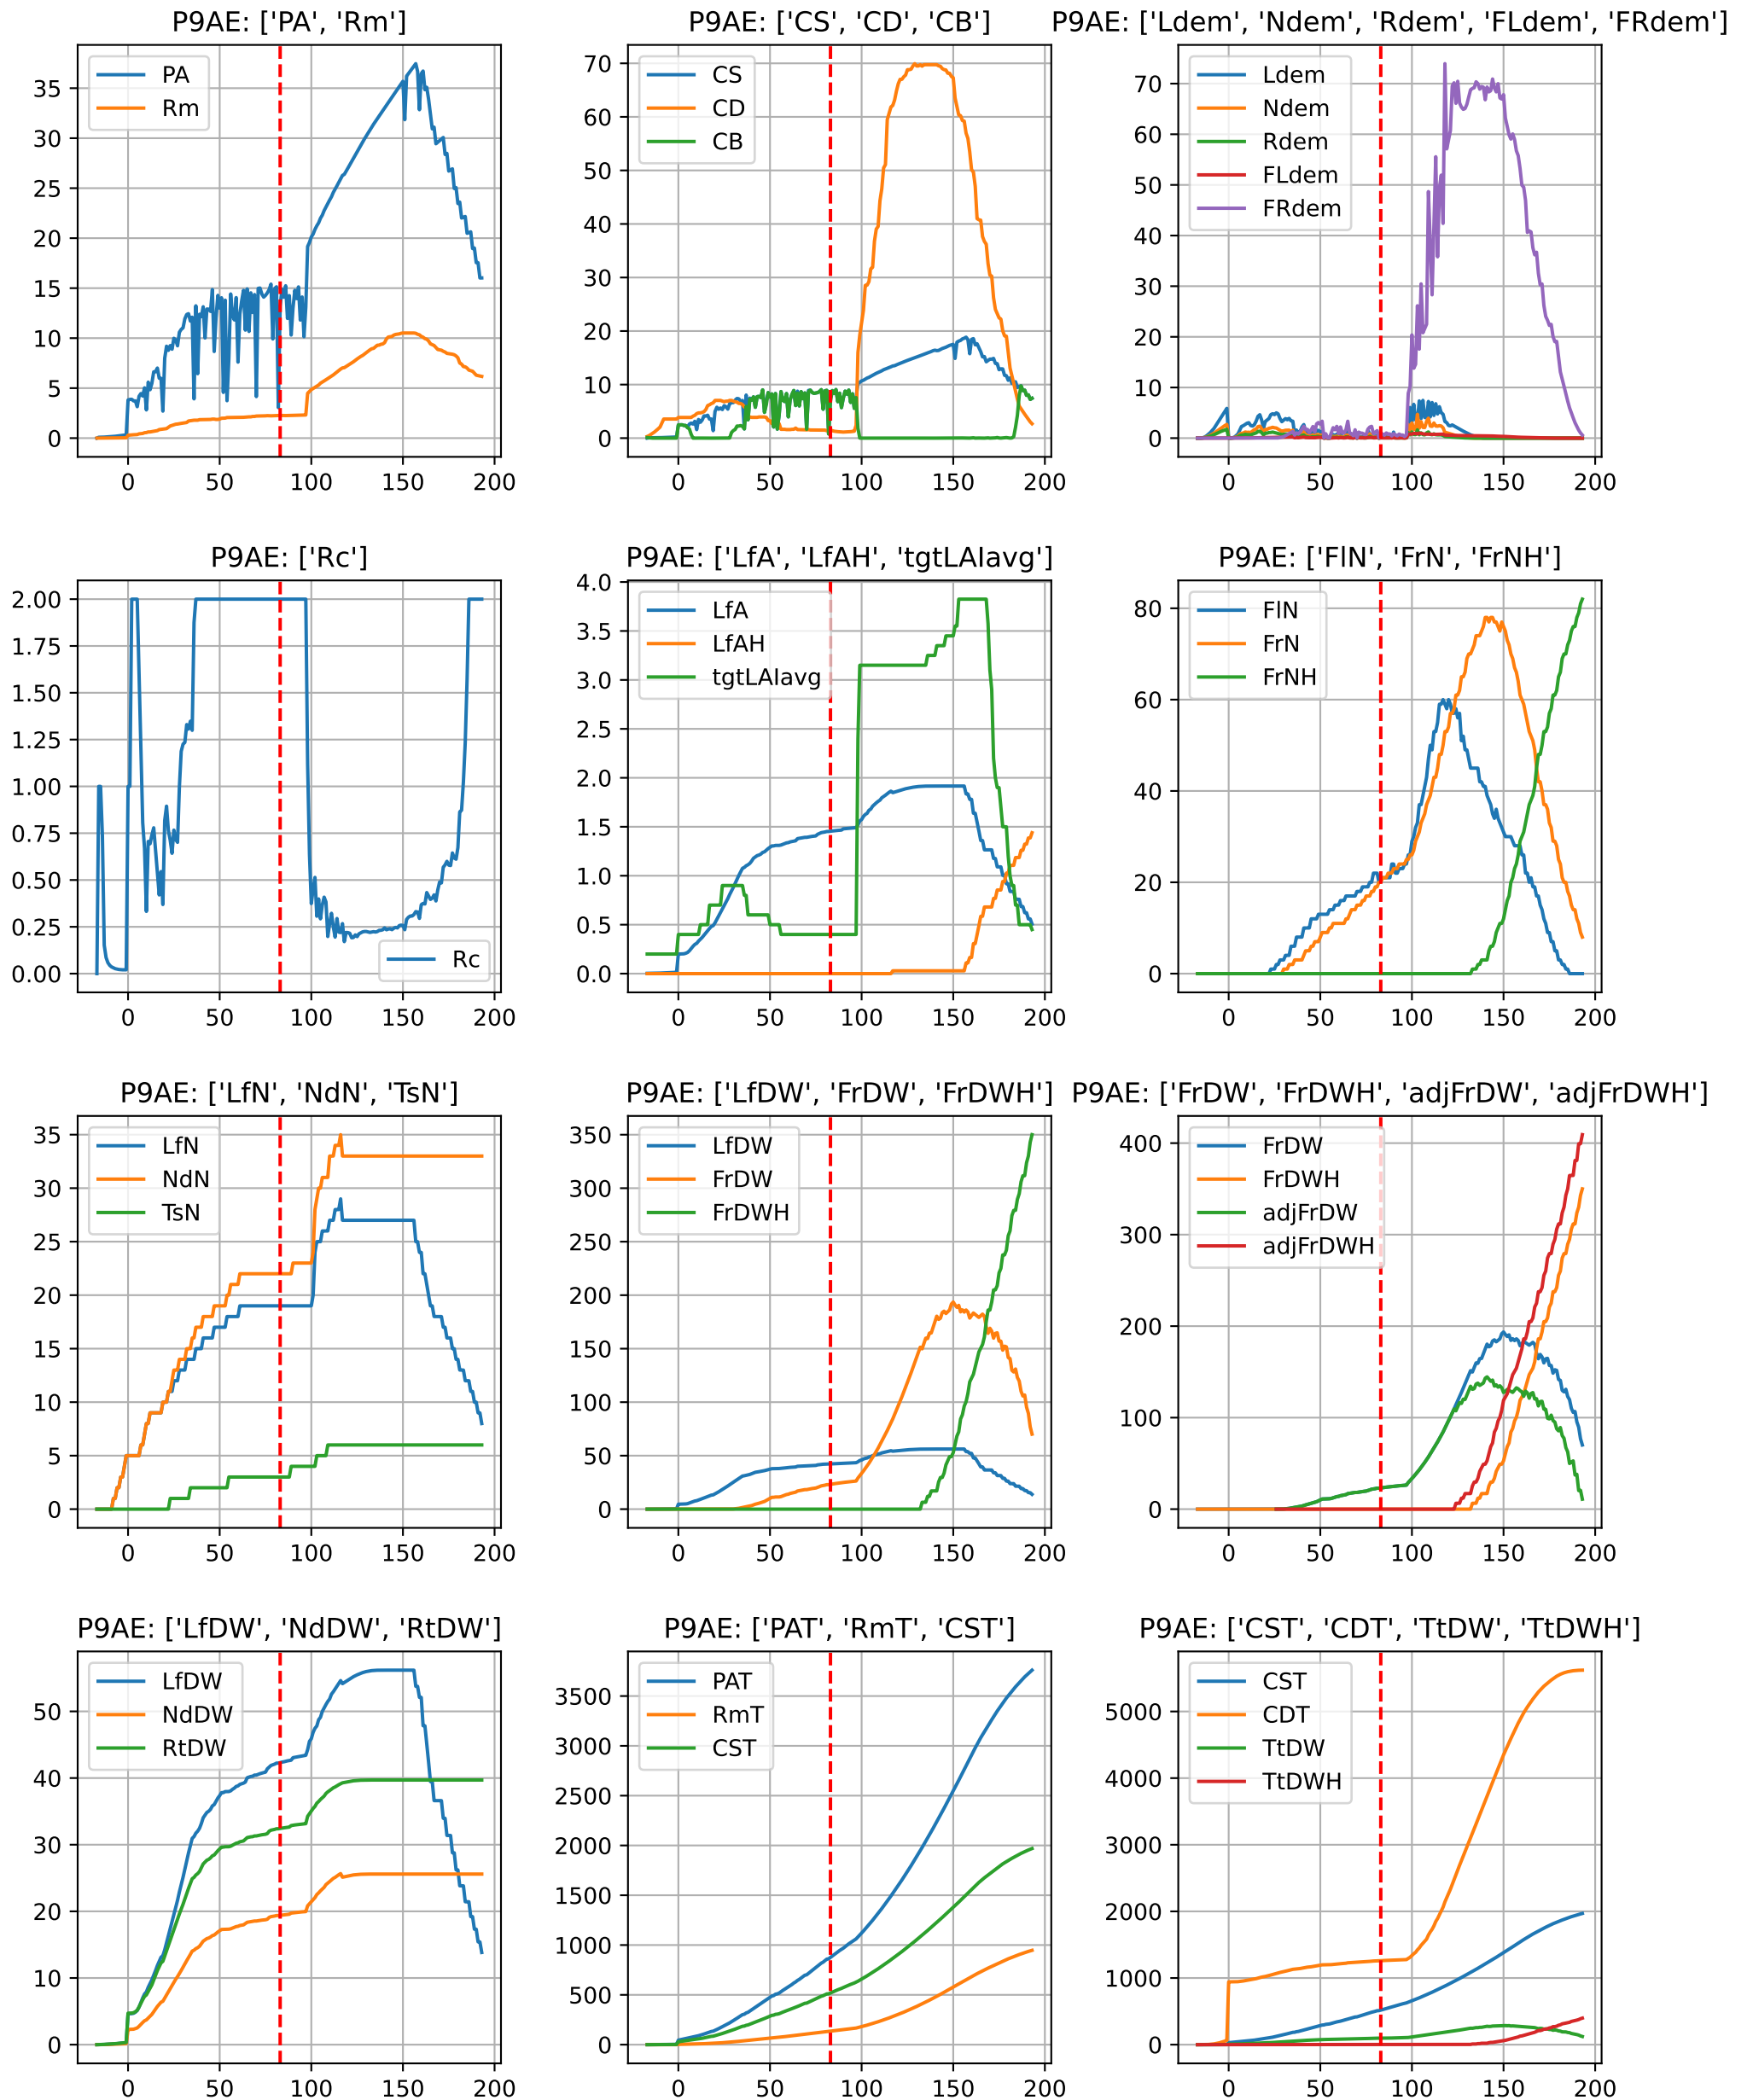 P9AE: ['PA', 'Rm']
PA
Rm
35
30
25
20
15
10
5
0
0 50 100 150 200
P9AE: ['CS', 'CD', 'CB']
CS
CD
CB
70
60
50
40
30
20
10
0
0 50 100 150 200
P9AE: ['Ldem', 'Ndem', 'Rdem', 'FLdem', 'FRdem']
Ldem
Ndem
Rdem
FLdem
FRdem
70
60
50
40
30
20
10
0
0 50 100 150 200
P9AE: ['Rc']
2.00
1.75
1.50
1.25
1.00
0.75
0.50
0.25
0.00
Rc
0 50 100 150 200
P9AE: ['LfA', 'LfAH', 'tgtLAIavg']
LfA
LfAH
tgtLAIavg
4.0
3.5
3.0
2.5
2.0
1.5
1.0
0.5
0.0
0 50 100 150 200
P9AE: ['FlN', 'FrN', 'FrNH']
FlN
FrN
FrNH
80
60
40
20
0
0 50 100 150 200
P9AE: ['LfN', 'NdN', 'TsN']
LfN
NdN
TsN
35
30
25
20
15
10
5
0
0 50 100 150 200
P9AE: ['LfDW', 'FrDW', 'FrDWH']
LfDW
FrDW
FrDWH
350
300
250
200
150
100
50
0
0 50 100 150 200
P9AE: ['FrDW', 'FrDWH', 'adjFrDW', 'adjFrDWH']
FrDW
FrDWH
adjFrDW
adjFrDWH
400
300
200
100
0
0 50 100 150 200
P9AE: ['LfDW', 'NdDW', 'RtDW']
LfDW
NdDW
RtDW
50
40
30
20
10
0
0 50 100 150 200
P9AE: ['PAT', 'RmT', 'CST']
PAT
RmT
CST
3500
3000
2500
2000
1500
1000
500
0
0 50 100 150 200
P9AE: ['CST', 'CDT', 'TtDW', 'TtDWH']
CST
CDT
TtDW
TtDWH
5000
4000
3000
2000
1000
0
0 50 100 150 200